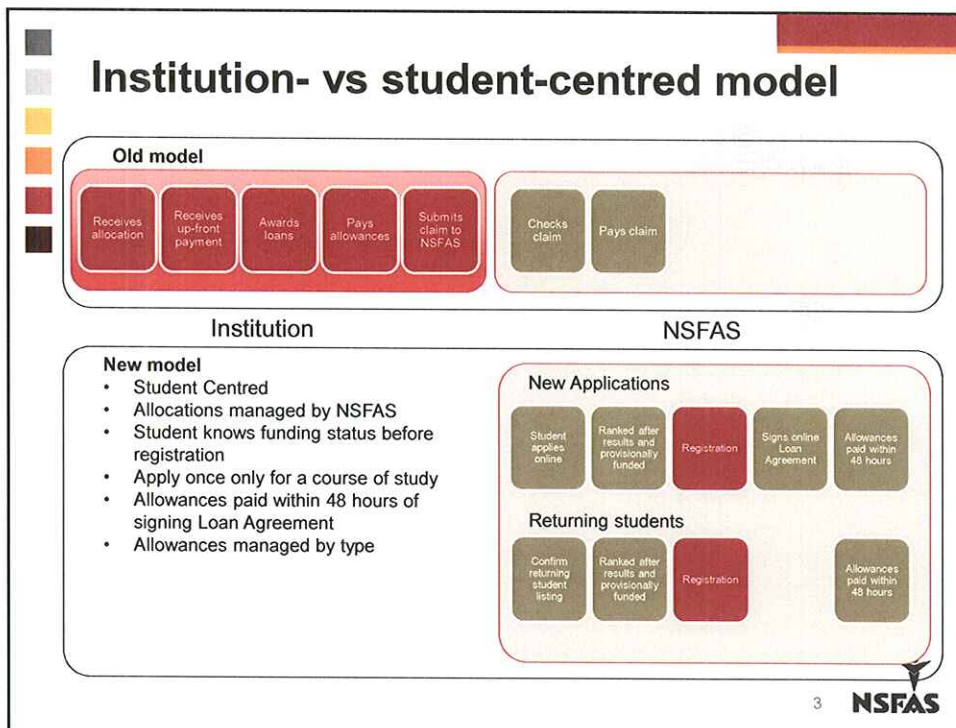 Institution- vs student-centred model
Old model
Receives
allocation
Receives
up-front
payment
Awards
loans
Pays
allowances
Submits
claim to
NSFAS
Checks
claim
Pays claim
Institution
NSFAS
New model
• Student Centred
• Allocations managed by NSFAS
• Student knows funding status before
registration
• Apply once only for a course of study
• Allowances paid within 48 hours of
signing Loan Agreement
• Allowances managed by type
New Applications
Student
applies
online
Ranked after
results and
provisionally
funded
Registration
Signs online
Loan
Agreement
Allowances
paid within
48 hours
Returning students
Confirm
returning
student
listing
Ranked after
results and
provisionally
funded
Registration
Allowances
paid within
48 hours
3
NSFAS